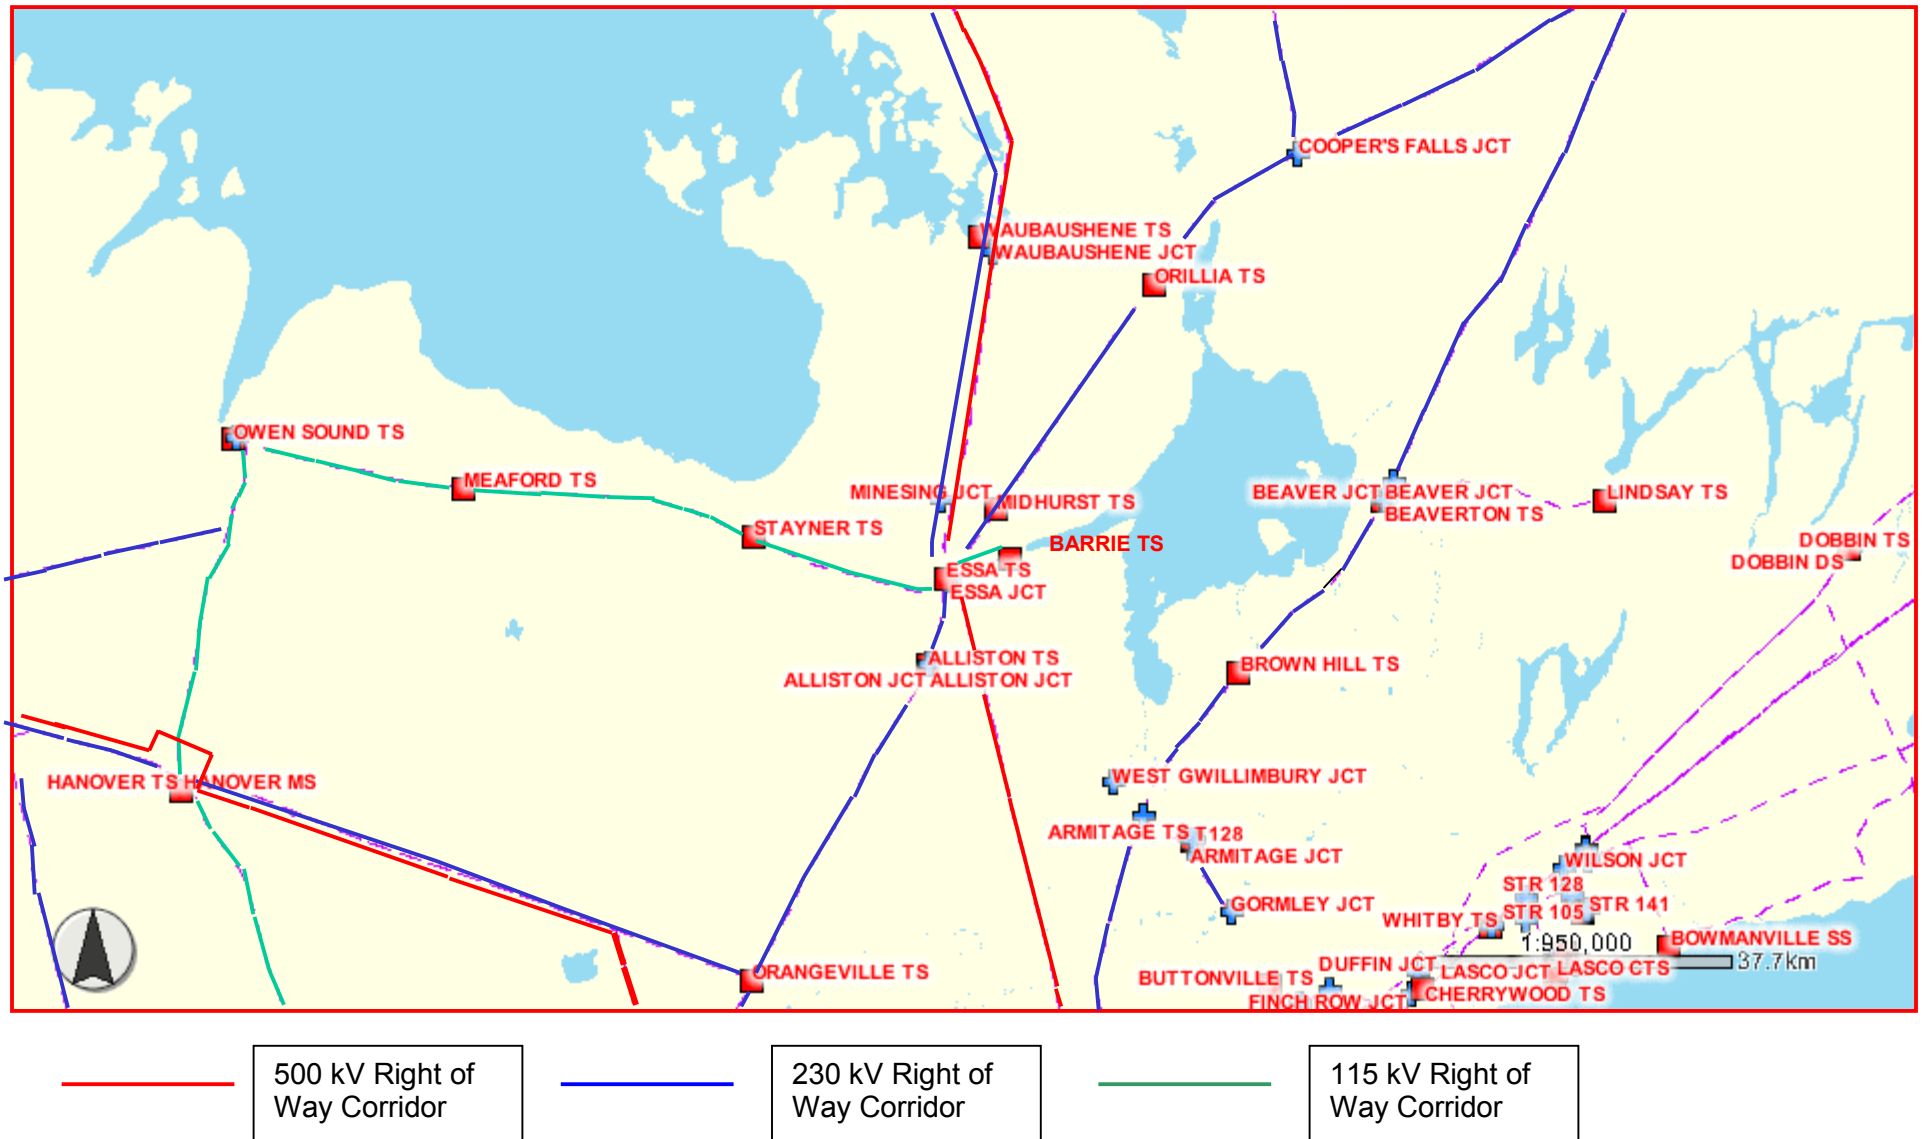 COOPER'S FALLS JCT
WAUBAUSHENE TS
WAUBAUSHENE JCT
ORILLIA TS
OWEN SOUND TS
MEAFORD TS
STAYNER TS
MINESING JCT
MIDHURST TS
BARRIE TS
ESSA TS
ESSA JCT
BEAVER JCT BEAVER JCT
BEAVERTON TS
LINDSAY TS
DOBBIN TS
DOBBIN DS
ALLISTON TS
ALLISTON JCT ALLISTON JCT
BROWN HILL TS
HANOVER TS HANOVER MS
WEST GWILLIMBURY JCT
ARMITAGE TS T128
ARMITAGE JCT
GORMLEY JCT
WILSON JCT
STR 128
STR 141
WHITBY TS STR 105
1:950,000
BOWMANVILLE SS
37.7km
ORANGEVILLE TS
BUTTONVILLE TS
DUFFIN JCT
LASCO JCT LASCO CTS
FINCH ROW JCT
CHERRYWOOD TS
500 kV Right of
Way Corridor
230 kV Right of
Way Corridor
115 kV Right of
Way Corridor